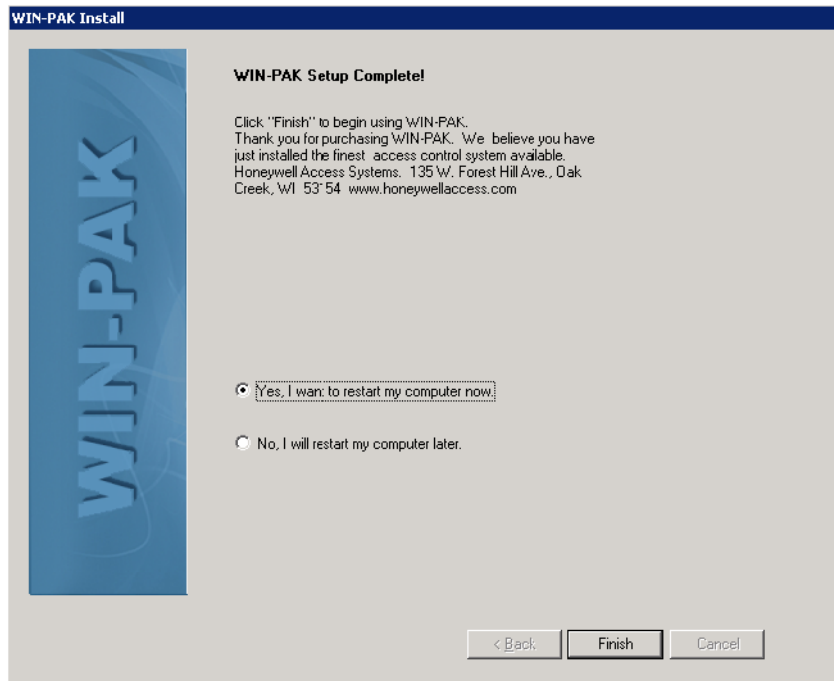 WIN-PAK Install
WIN-PAK
WIN-PAK Setup Complete!
Click "Finish" to begin using WIN-PAK.
Thank you for purchasing WIN-PAK. We believe you have
just installed the finest access control system available.
Honeywell Access Systems. 135 W. Forest Hill Ave., Oak
Creek, WI 53154 www.honeywellaccess.com
Yes, I want to restart my computer now.
No, I will restart my computer later.
< Back
Finish
Cancel